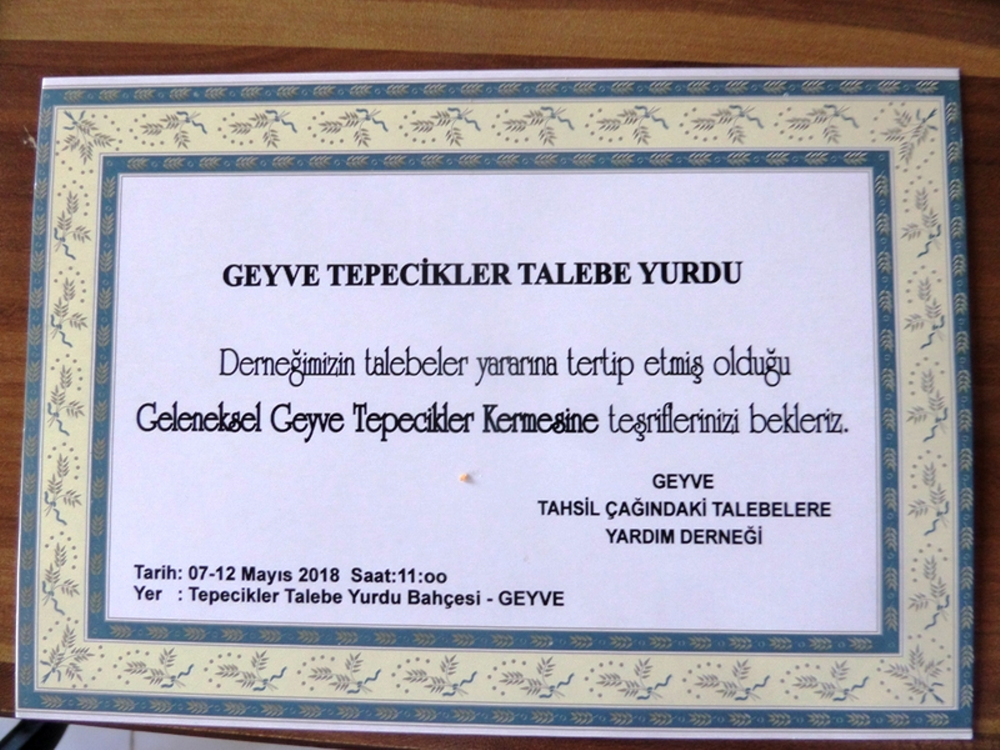 GEYVE TEPECİKLER TALEBE YURDU
Derneğimizin talebeler yararına tertip etmiş olduğu
Geleneksel Geyve Tepecikler Kermesine teşriflerinizi bekleriz.
GEYVE
TAHSİL ÇAĞINDAKİ TALEBELERE
YARDIM DERNEĞİ
Tarih: 07-12 Mayıs 2018 Saat:11:oo
Yer : Tepecikler Talebe Yurdu Bahçesi - GEYVE